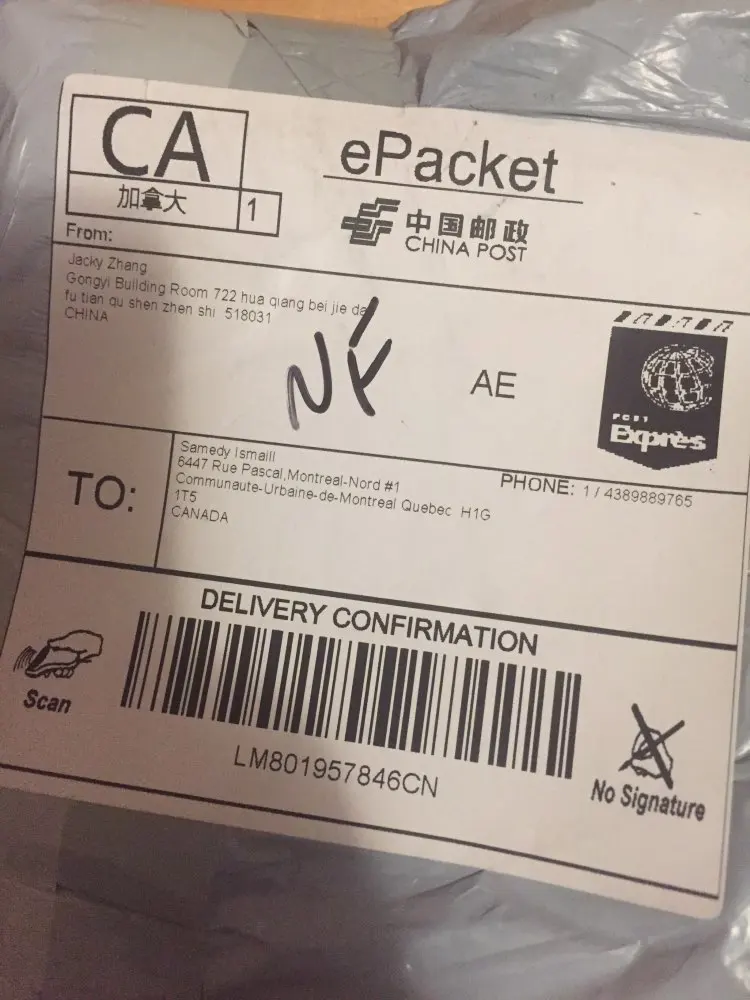 CA
加拿大
1
ePacket
中国邮政
CHINA POST
From:
Jacky Zhang
Gongyi Building Room 722 hua qiang bei jie da
fu tian qu shen zhen shi 518031
CHINA
AE
POST
Exprès
TO:
Samedy Ismaill
6447 Rue Pascal,Montreal-Nord #1
Communaute-Urbaine-de-Montreal Quebec H1G
1T5
CANADA
PHONE: 1 / 4389889765
DELIVERY CONFIRMATION
Scan
LM801957846CN
No Signature